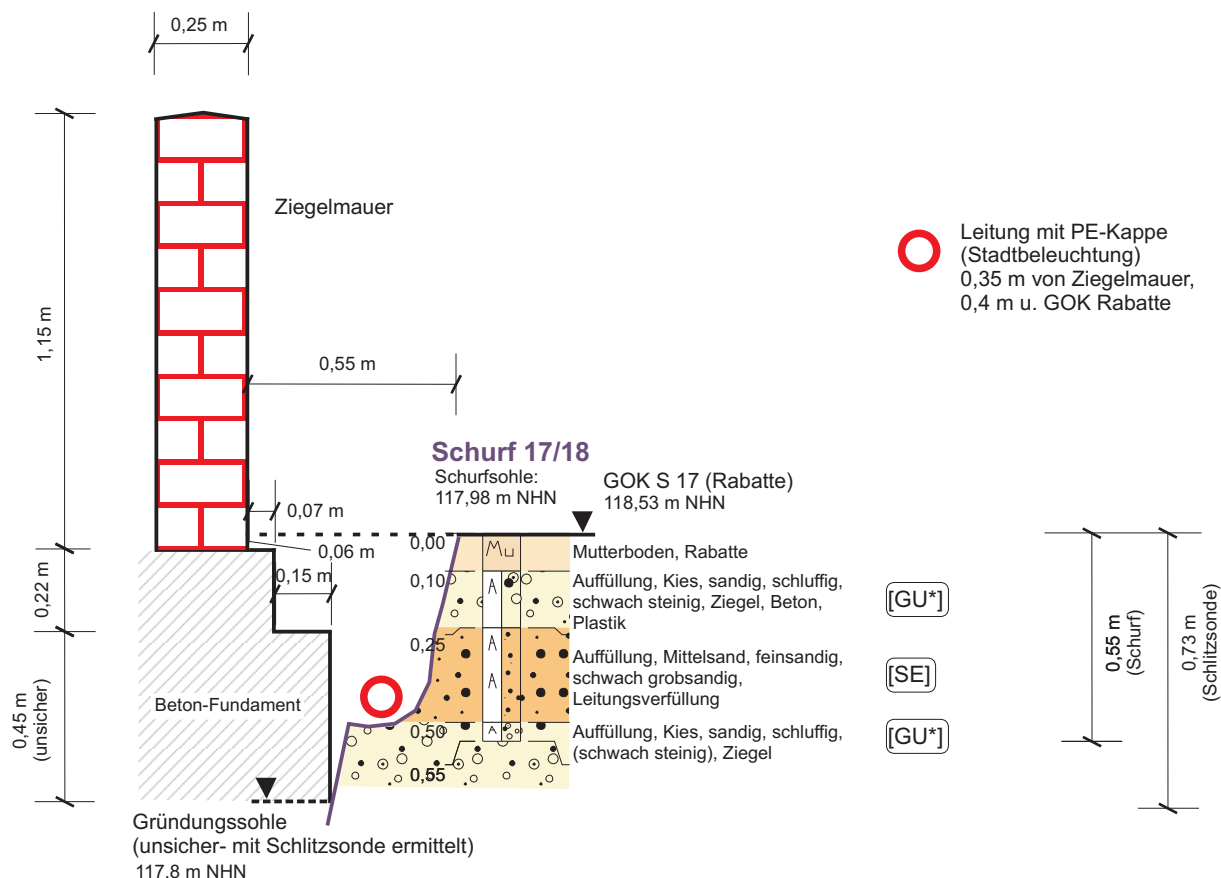 0,25 m
Ziegelmauer
Leitung mit PE-Kappe
(Stadtbeleuchtung)
0,35 m von Ziegelmauer,
0,4 m u. GOK Rabatte
1,15 m
0,55 m
Schurf 17/18
Schurfsohle:
117,98 m NHN
GOK S 17 (Rabatte)
118,53 m NHN
0,07 m
0,06 m
0,00
Mu
Mutterboden, Rabatte
0,22 m
0,15 m
0,10
A
Auffüllung, Kies, sandig, schluffig,
schwach steinig, Ziegel, Beton,
Plastik
[GU*]
0,25
A
A
Auffüllung, Mittelsand, feinsandig,
schwach grobsandig,
Leitungsverfüllung
[SE]
0,55 m
(Schurf)
0,73 m
(Schlitzsonde)
0,45 m
(unsicher)
Beton-Fundament
0,50
A
Auffüllung, Kies, sandig, schluffig,
(schwach steinig), Ziegel
[GU*]
0,55
Gründungssohle
(unsicher- mit Schlitzsonde ermittelt)
117,8 m NHN